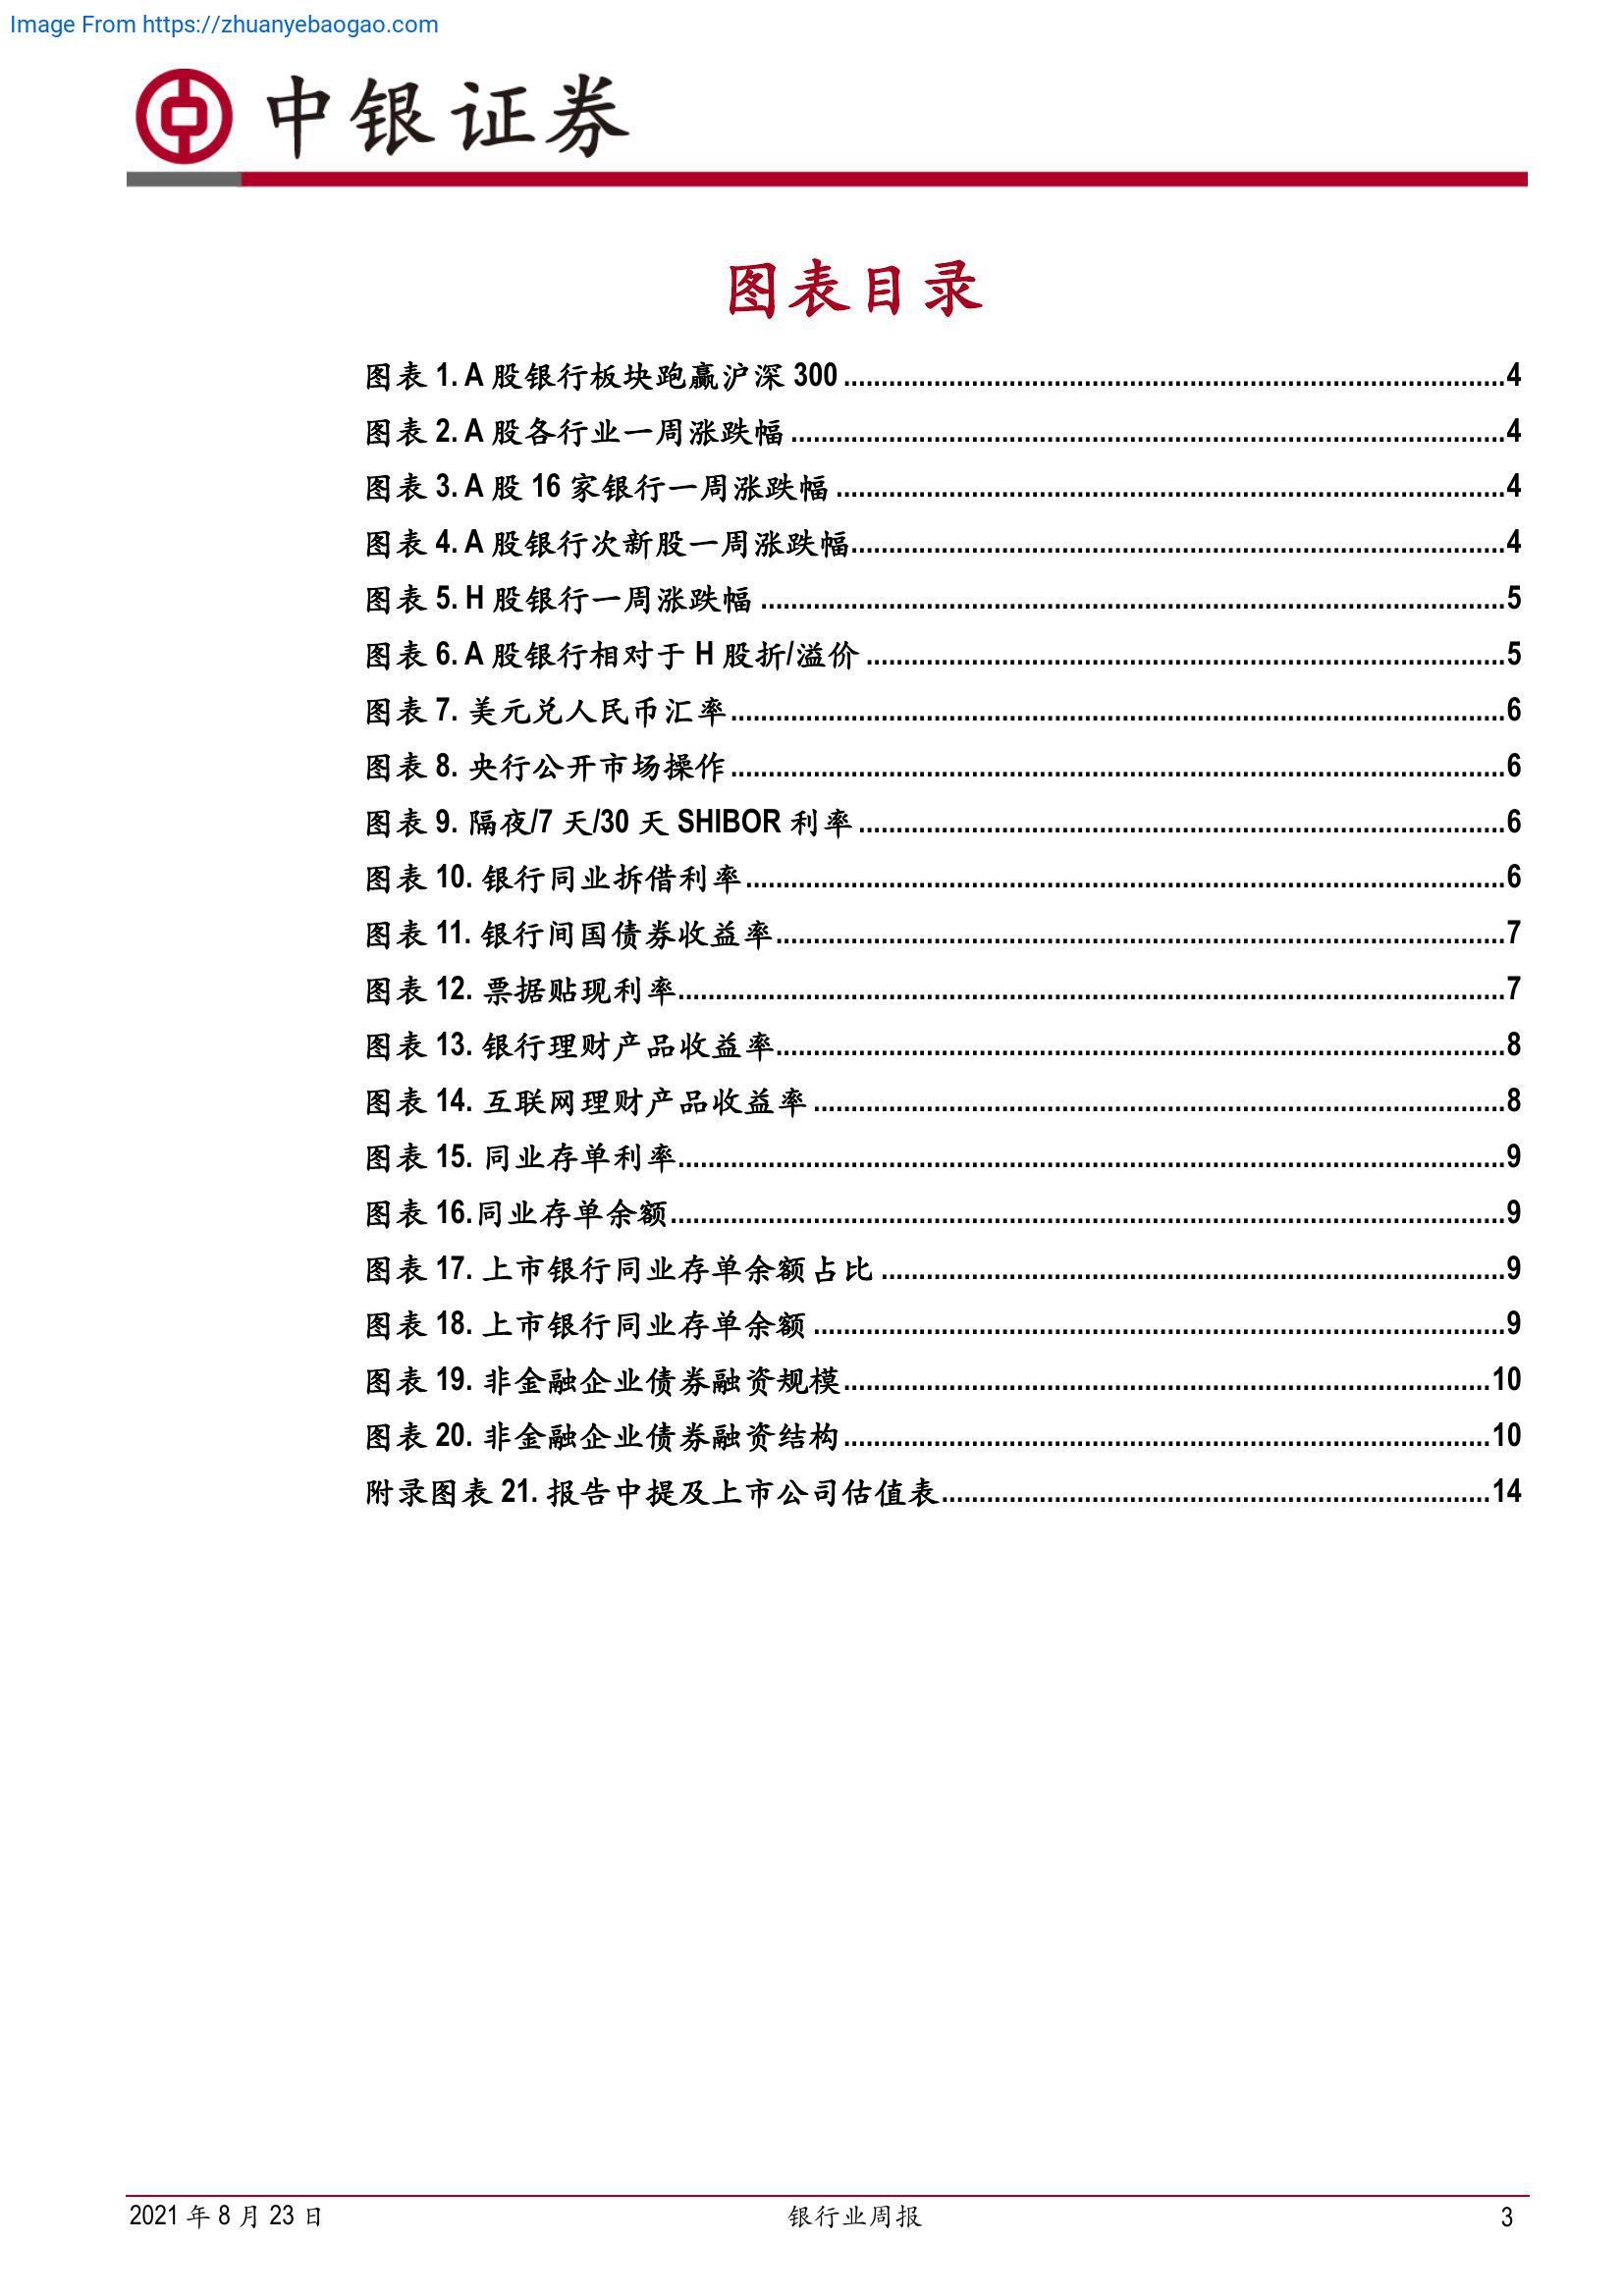 Image From https://zhuanyebaogao.com
中银证券
图表目录
图表 1. A 股银行板块跑赢沪深 300 ........ 4
图表 2. A 股各行业一周涨跌幅 ........ 4
图表 3. A 股 16 家银行一周涨跌幅 ........ 4
图表 4. A 股银行次新股一周涨跌幅........ 4
图表 5. H 股银行一周涨跌幅 ........ 5
图表 6. A 股银行相对于 H 股折/溢价 ........ 5
图表 7. 美元兑人民币汇率........ 6
图表 8. 央行公开市场操作 ........ 6
图表 9. 隔夜/7 天/30 天 SHIBOR 利率 ........ 6
图表 10. 银行同业拆借利率........ 6
图表 11. 银行间国债券收益率........ 7
图表 12. 票据贴现利率........ 7
图表 13. 银行理财产品收益率........ 8
图表 14. 互联网理财产品收益率 ........ 8
图表 15. 同业存单利率........ 9
图表 16.同业存单余额........ 9
图表 17. 上市银行同业存单余额占比 ........ 9
图表 18. 上市银行同业存单余额 ........ 9
图表 19. 非金融企业债券融资规模........ 10
图表 20. 非金融企业债券融资结构........ 10
附录图表 21. 报告中提及上市公司估值表........ 14
2021 年 8 月 23 日 银行业周报 3